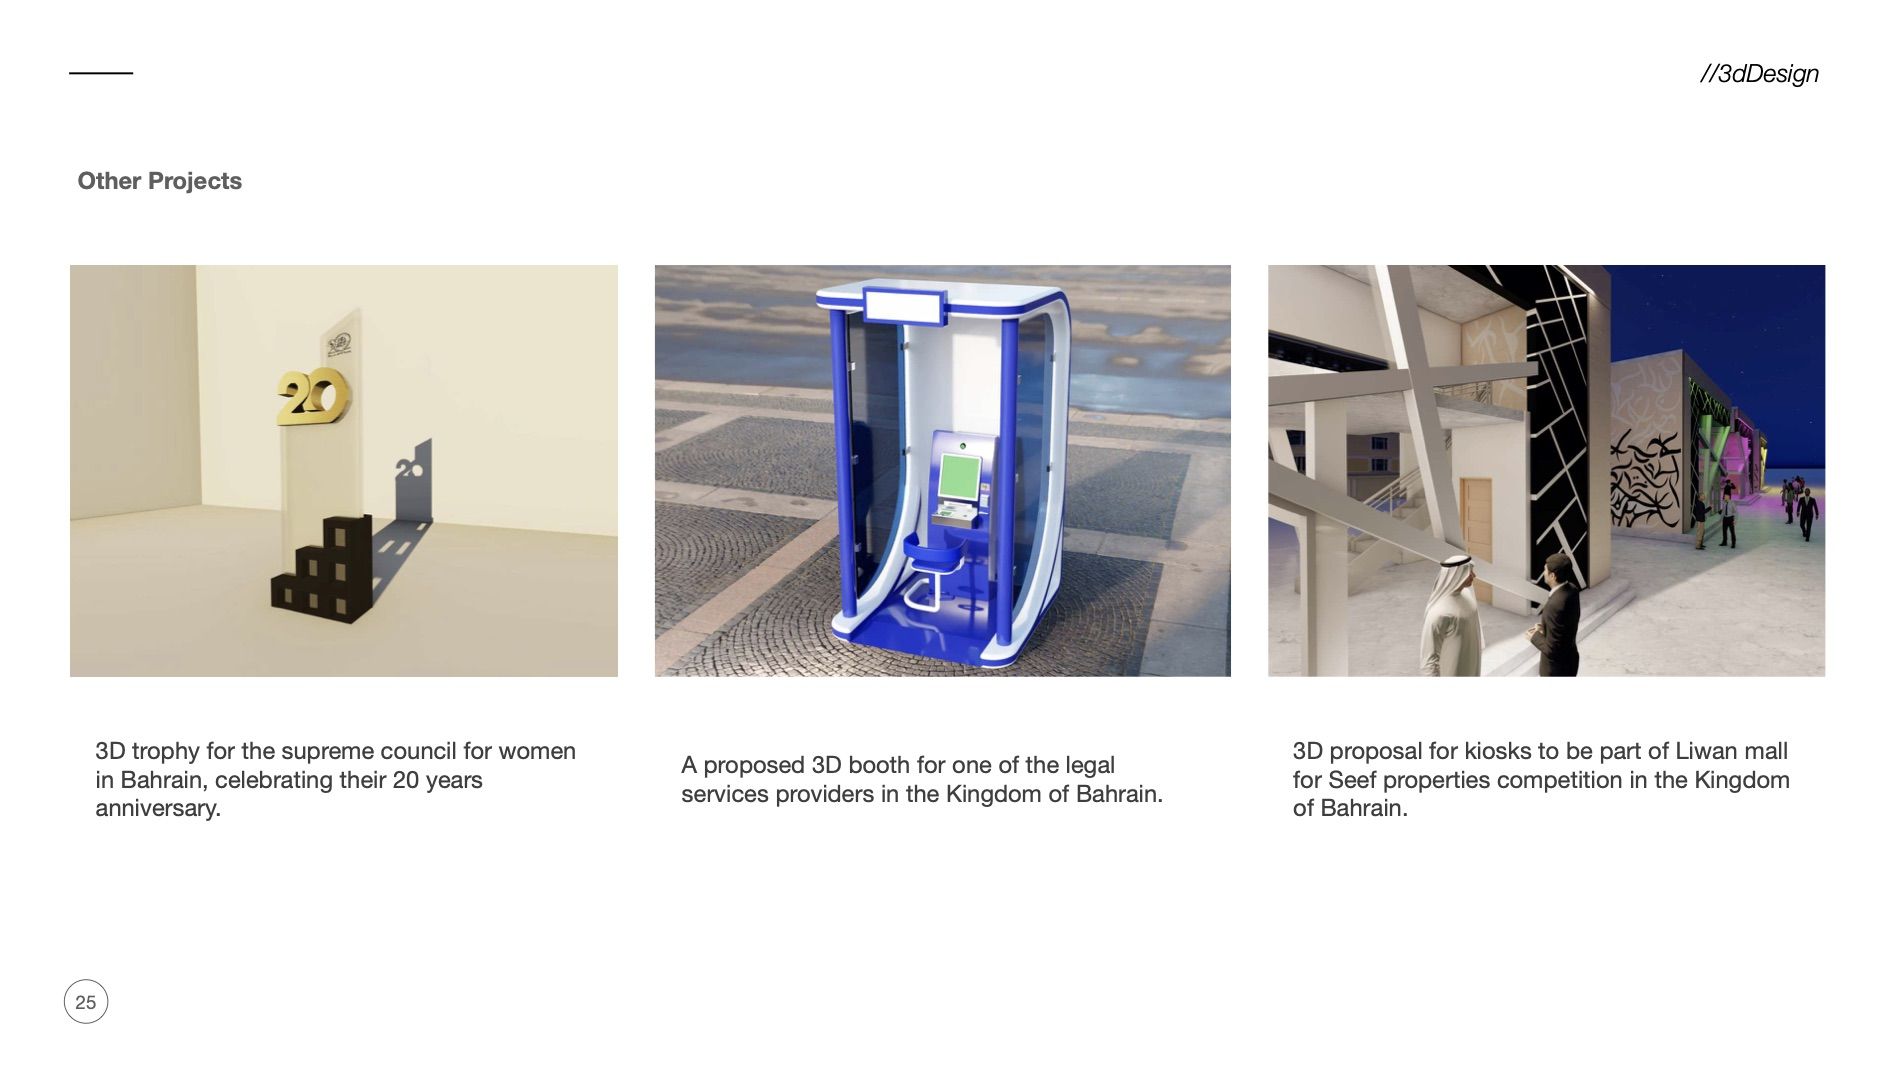 //3dDesign
Other Projects
20
20
3D trophy for the supreme council for women
in Bahrain, celebrating their 20 years
anniversary.
A proposed 3D booth for one of the legal
services providers in the Kingdom of Bahrain.
3D proposal for kiosks to be part of Liwan mall
for Seef properties competition in the Kingdom
of Bahrain.
25